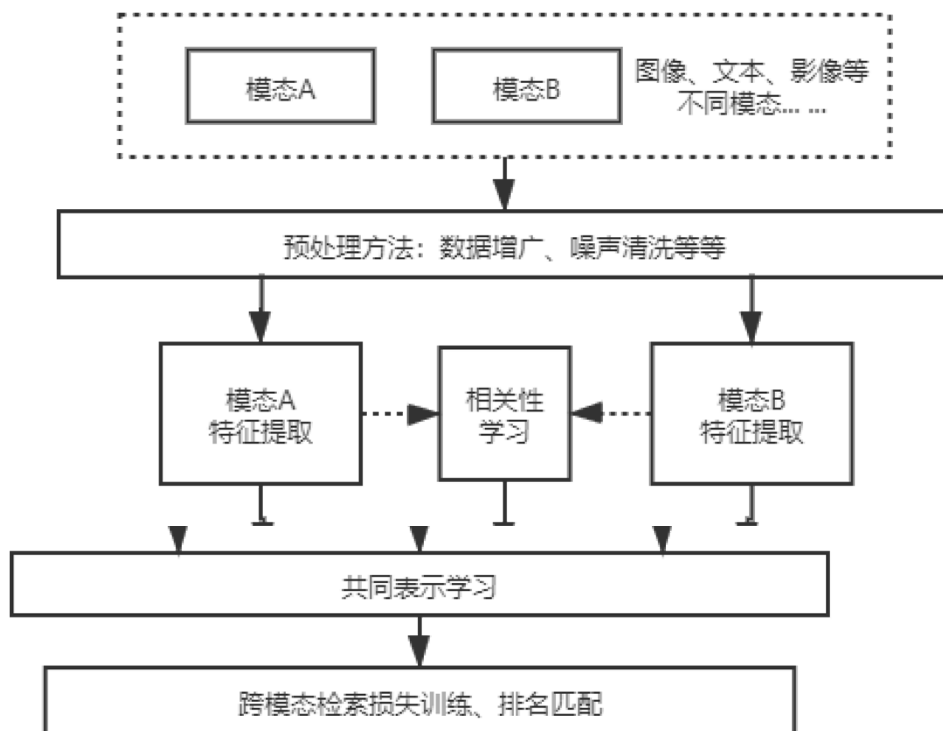 模态A
模态B
图像、文本、影像等
不同模态... ...
预处理方法：数据增广、噪声清洗等等
模态A
特征提取
相关性
学习
模态B
特征提取
共同表示学习
跨模态检索损失训练、排名匹配